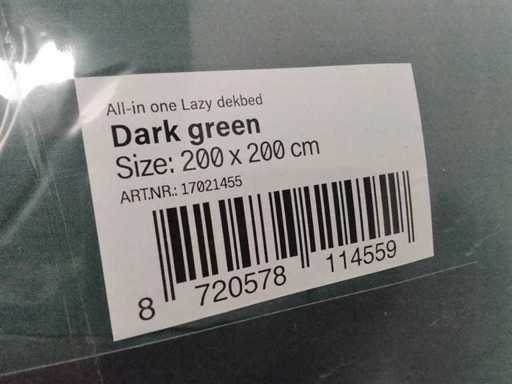 All-in one Lazy dekbed
Dark green
Size: 200 x 200 cm
ART.NR.: 17021455
8 720578 114559